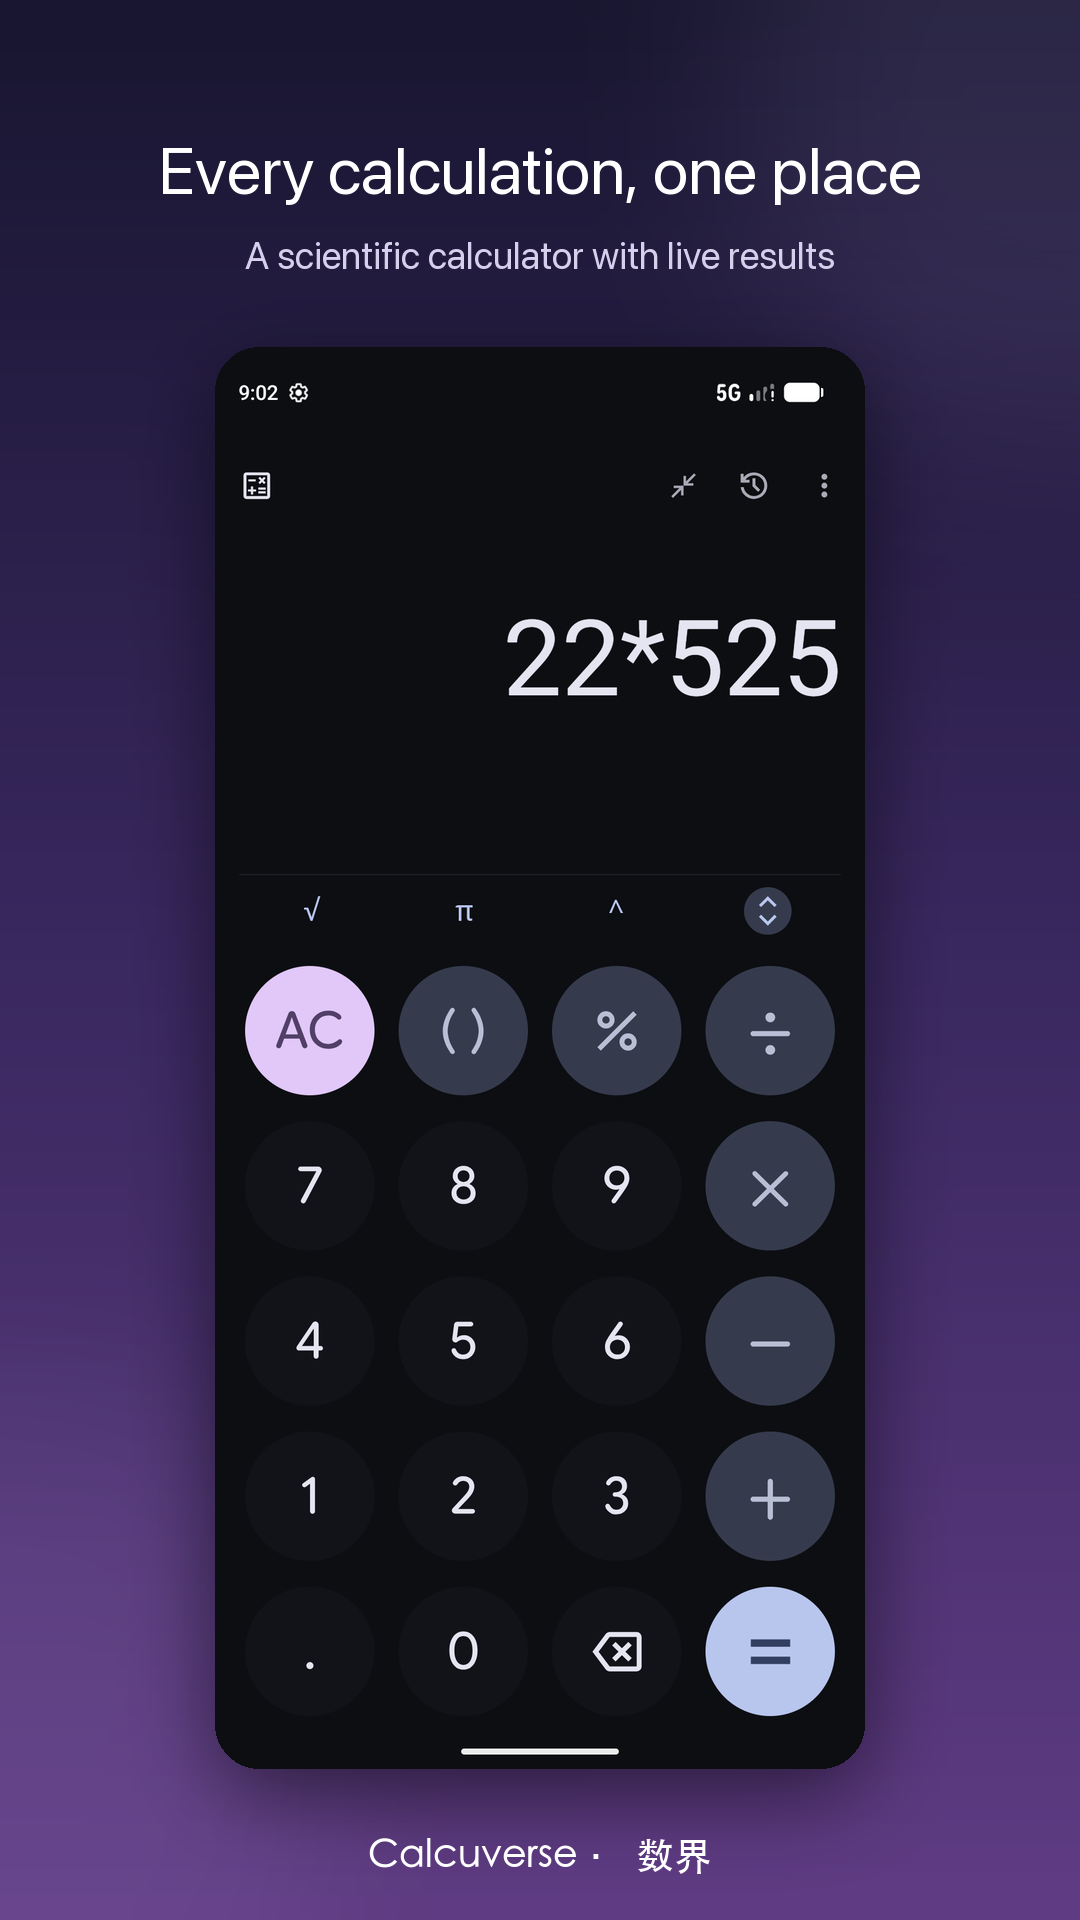 Every calculation, one place
A scientific calculator with live results
9:02 5G
22*525
√ π ^
AC ( ) % ÷
7 8 9 ×
4 5 6 −
1 2 3 +
. 0 =
Calcuverse · 数界